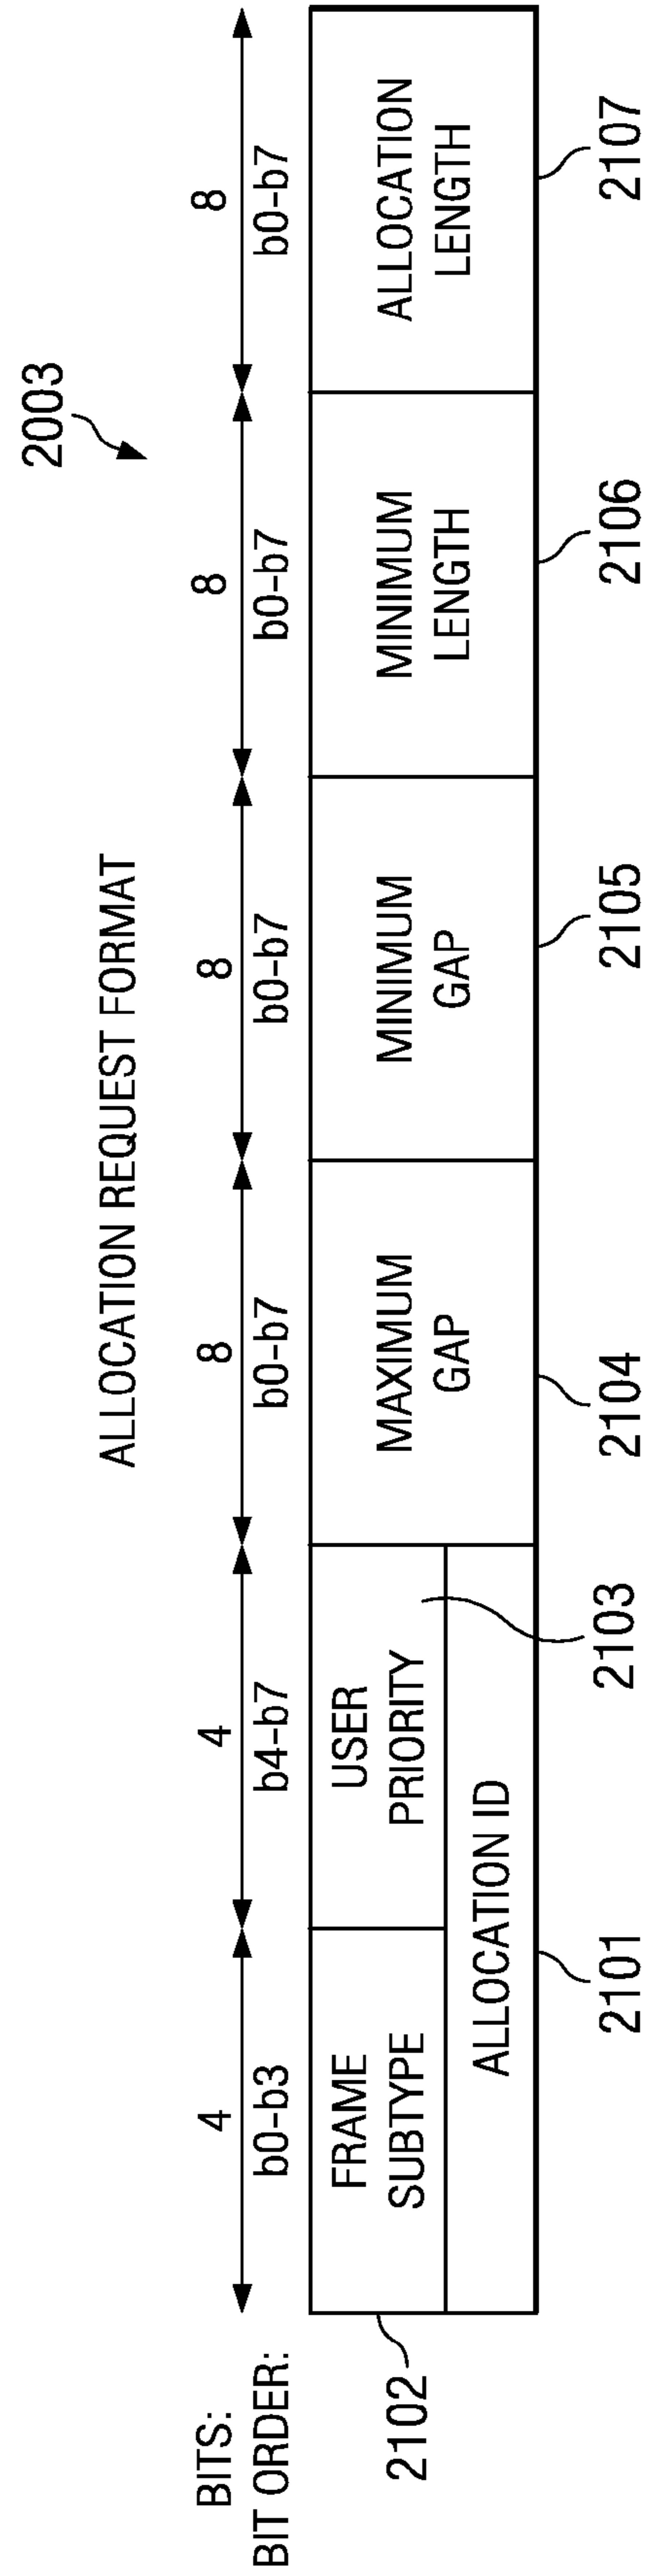 2003
ALLOCATION REQUEST FORMAT
BITS: 4 4 8 8 8 8
BIT ORDER: b0-b3 b4-b7 b0-b7 b0-b7 b0-b7 b0-b7
FRAME
SUBTYPE
USER
PRIORITY
ALLOCATION ID
MAXIMUM
GAP
MINIMUM
GAP
MINIMUM
LENGTH
ALLOCATION
LENGTH
2102
2101
2103
2104
2105
2106
2107